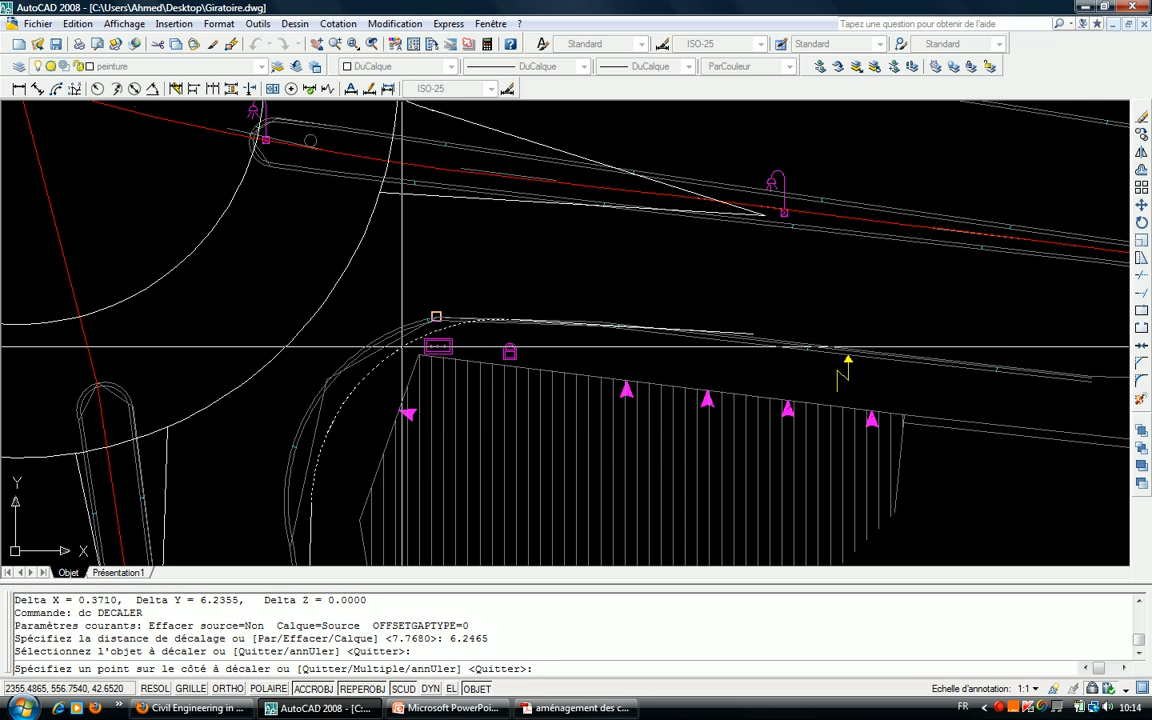 AutoCAD 2008 - [C:\Users\Ahmed\Desktop\Giratoire.dwg]
Fichier Edition Affichage Insertion Format Outils Dessin Cotation Modification Express Fenêtre ?
Tapez une question pour obtenir de l'aide
Standard ISO-25 Standard Standard
peinture DuCalque DuCalque DuCalque ParCouleur
ISO-25
N
Y
X
Objet Présentation1
Delta X = 0.3710, Delta Y = 6.2355, Delta Z = 0.0000
Commande: dc DECALER
Paramètres courants: Effacer source=Non Calque=Source OFFSETGAPTYPE=0
Spécifiez la distance de décalage ou [Par/Effacer/Calque] <7.7680>: 6.2465
Sélectionnez l'objet à décaler ou [Quitter/annUler] <Quitter>:
Spécifiez un point sur le côté à décaler ou [Quitter/Multiple/annUler] <Quitter>:
2355.4865, 556.7540, 42.6520 RESOL GRILLE ORTHO POLAIRE ACCROBJ REPEROBJ SCUD DYN EL OBJET Echelle d'annotation: 1:1
Civil Engineering in ... AutoCAD 2008 - [C:... Microsoft PowerPoin... aménagement des c... FR 10:14